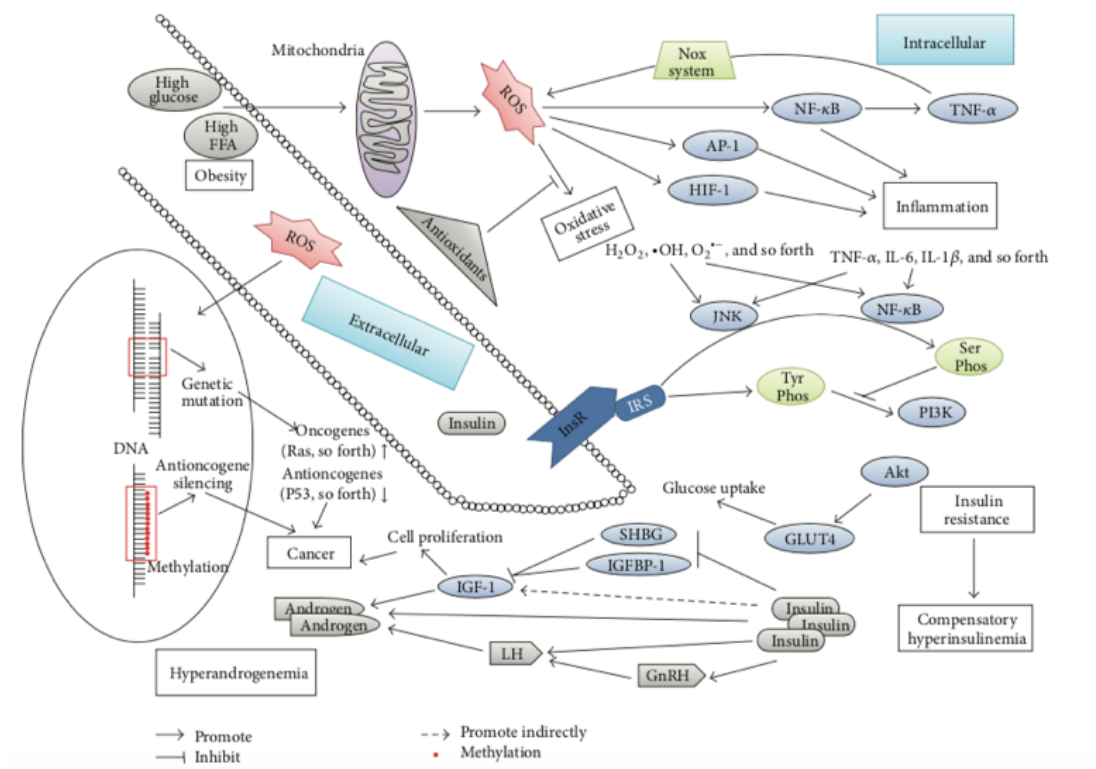 Mitochondria
High
glucose
High
FFA
Obesity
ROS
Nox
system
Intracellular
NF-κB
TNF-α
AP-1
HIF-1
Inflammation
Antioxidants
Oxidative
stress
H₂O₂, •OH, O₂•−, and so forth
TNF-α, IL-6, IL-1β, and so forth
JNK
NF-κB
ROS
Extracellular
Ser
Phos
Tyr
Phos
PI3K
InsR
IRS
Insulin
Genetic
mutation
DNA
Oncogenes
(Ras, so forth) ↑
Antioncogenes
(P53, so forth) ↓
Antioncogene
silencing
Methylation
Cancer
Cell proliferation
Akt
Glucose uptake
GLUT4
Insulin
resistance
Compensatory
hyperinsulinemia
SHBG
IGFBP-1
IGF-1
Androgen
Androgen
Insulin
Insulin
Insulin
LH
GnRH
Hyperandrogenemia
Promote
Inhibit
Promote indirectly
Methylation